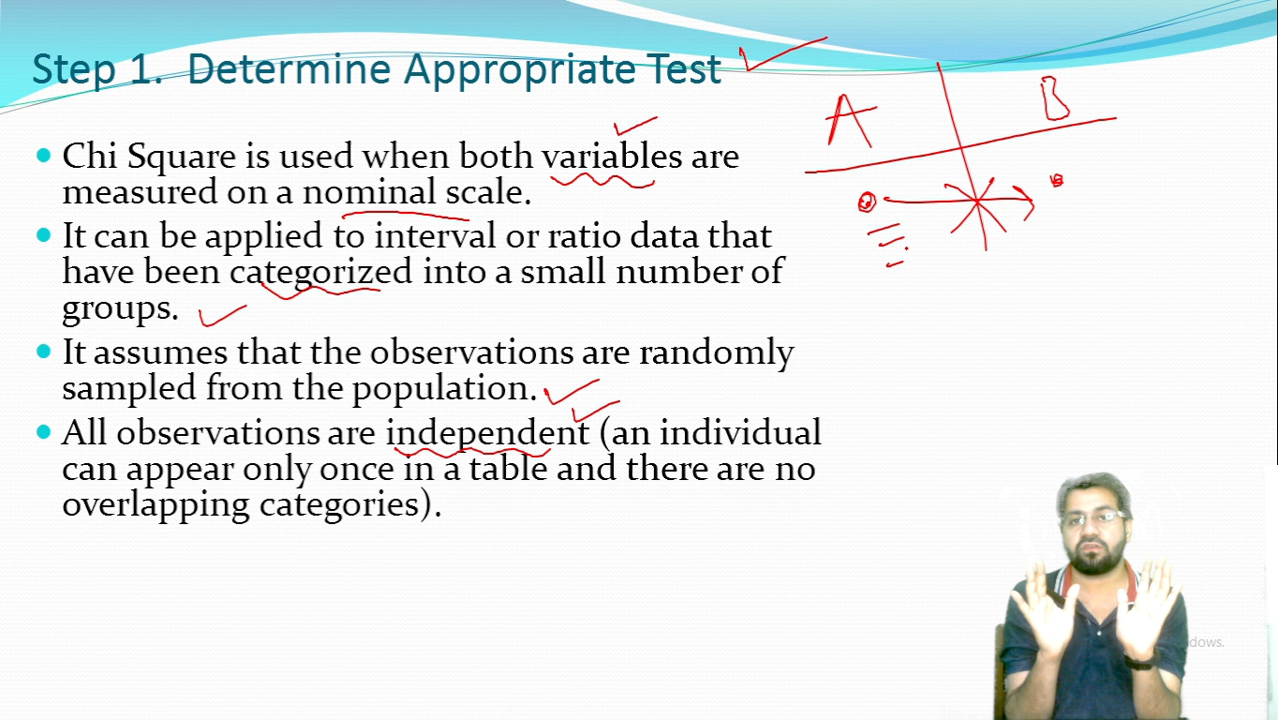 Step 1. Determine Appropriate Test
A
B
Chi Square is used when both variables are
measured on a nominal scale.
It can be applied to interval or ratio data that
have been categorized into a small number of
groups.
It assumes that the observations are randomly
sampled from the population.
All observations are independent (an individual
can appear only once in a table and there are no
overlapping categories).
dows.